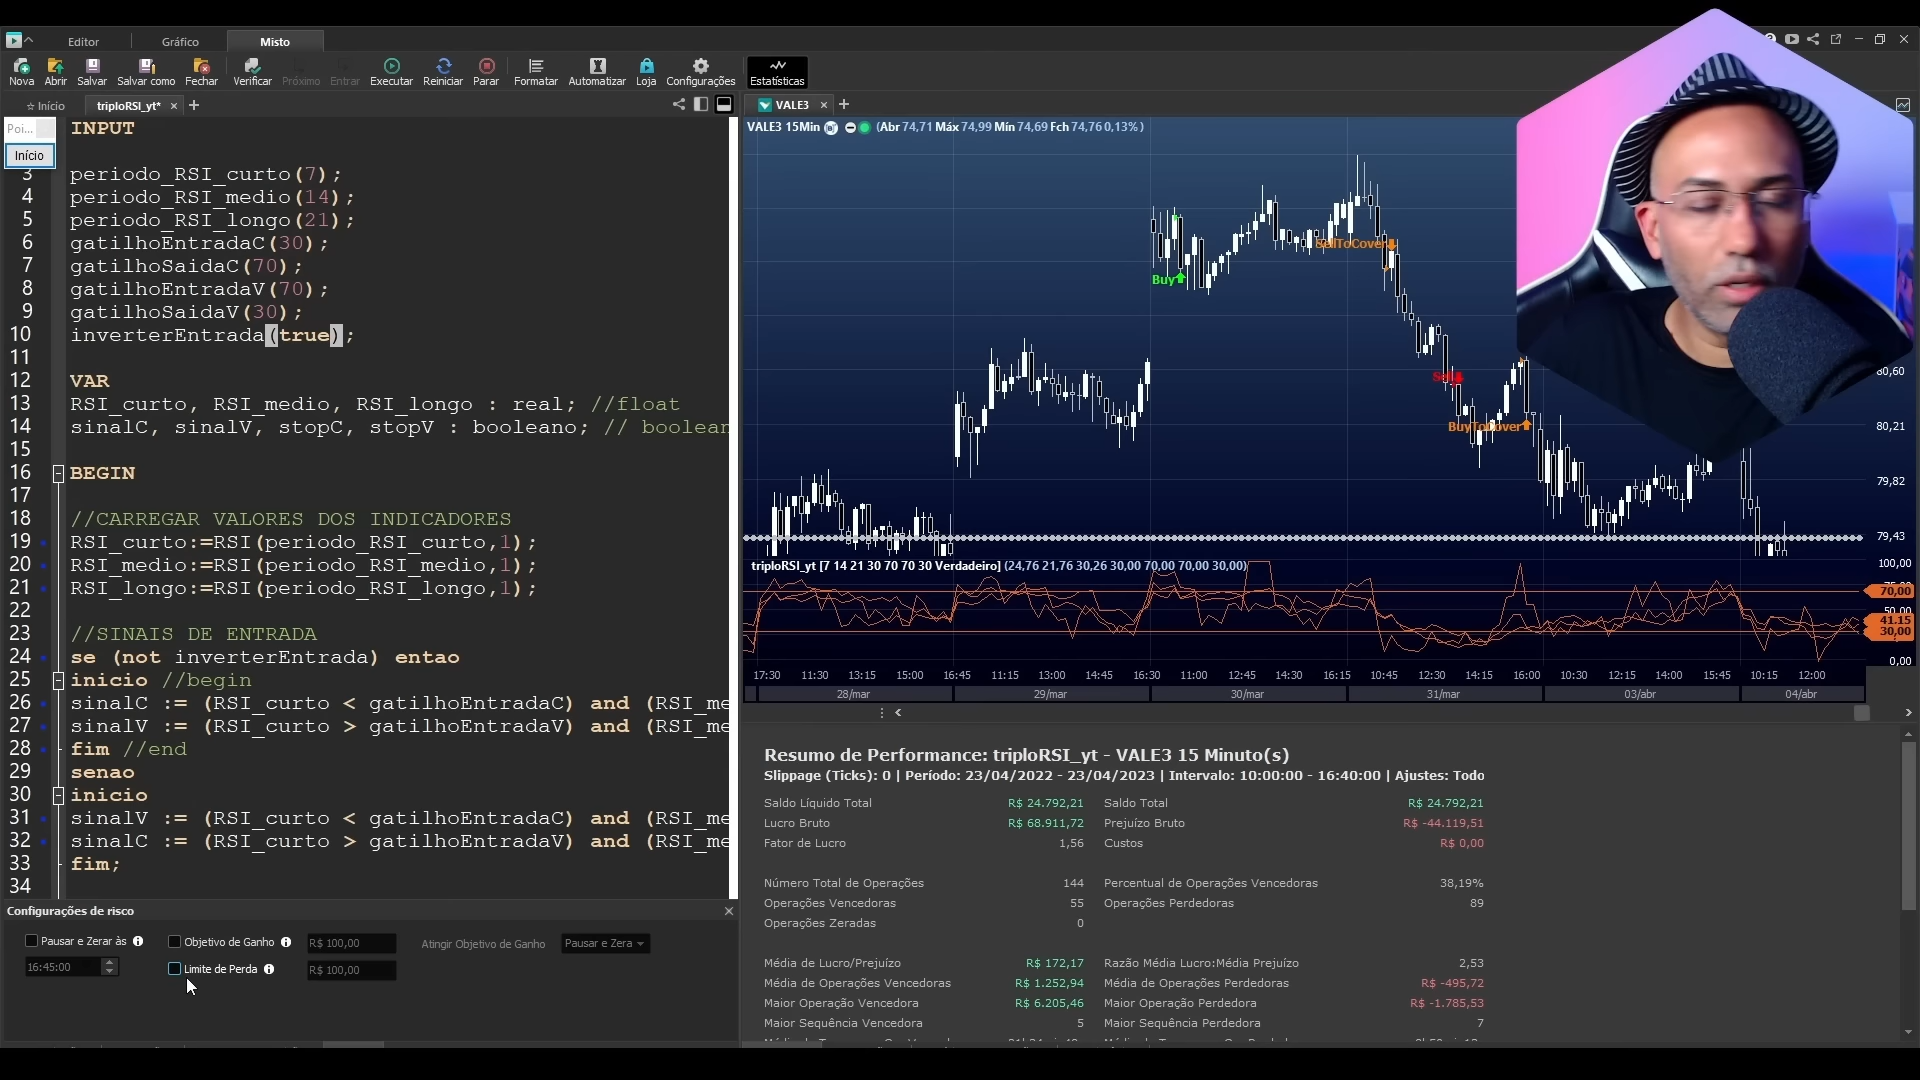 Editor
Gráfico
Misto
Nova
Abrir
Salvar
Salvar como
Fechar
Verificar
Próximo
Entrar
Executar
Reiniciar
Parar
Formatar
Automatizar
Loja
Configurações
Estatísticas
☆ Início
triploRSI_yt*
VALE3
Poi...
Início
INPUT
3 periodo_RSI_curto(7);
4 periodo_RSI_medio(14);
5 periodo_RSI_longo(21);
6 gatilhoEntradaC(30);
7 gatilhoSaidaC(70);
8 gatilhoEntradaV(70);
9 gatilhoSaidaV(30);
10 inverterEntrada(true);
11
12 VAR
13 RSI_curto, RSI_medio, RSI_longo : real; //float
14 sinalC, sinalV, stopC, stopV : booleano; // boolean
15
16 BEGIN
17
18 //CARREGAR VALORES DOS INDICADORES
19 RSI_curto:=RSI(periodo_RSI_curto,1);
20 RSI_medio:=RSI(periodo_RSI_medio,1);
21 RSI_longo:=RSI(periodo_RSI_longo,1);
22
23 //SINAIS DE ENTRADA
24 se (not inverterEntrada) entao
25 inicio //begin
26 sinalC := (RSI_curto < gatilhoEntradaC) and (RSI_me
27 sinalV := (RSI_curto > gatilhoEntradaV) and (RSI_me
28 fim //end
29 senao
30 inicio
31 sinalV := (RSI_curto < gatilhoEntradaC) and (RSI_me
32 sinalC := (RSI_curto > gatilhoEntradaV) and (RSI_me
33 fim;
34
Configurações de risco
Pausar e Zerar às
16:45:00
Objetivo de Ganho
R$ 100,00
Atingir Objetivo de Ganho
Pausar e Zera
Limite de Perda
R$ 100,00
VALE3 15Min (Abr 74,71 Máx 74,99 Mín 74,69 Fch 74,76 0,13% )
Buy
SellToCover
BuyToCover
80,60
80,21
79,82
79,43
triploRSI_yt [7 14 21 30 70 70 30 Verdadeiro] (24,76 21,76 30,26 30,00 70,00 70,00 30,00)
100,00
70,00
50,00
41.15
30,00
0,00
17:30 11:30 13:15 15:00 16:45 11:15 13:00 14:45 16:30 11:00 12:45 14:30 16:15 10:45 12:30 14:15 16:00 10:30 12:15 14:00 15:45 10:15 12:00
28/mar 29/mar 30/mar 31/mar 03/abr 04/abr
Resumo de Performance: triploRSI_yt - VALE3 15 Minuto(s)
Slippage (Ticks): 0 | Período: 23/04/2022 - 23/04/2023 | Intervalo: 10:00:00 - 16:40:00 | Ajustes: Todo
Saldo Líquido Total R$ 24.792,21 Saldo Total R$ 24.792,21
Lucro Bruto R$ 68.911,72 Prejuízo Bruto R$ -44.119,51
Fator de Lucro 1,56 Custos R$ 0,00
Número Total de Operações 144 Percentual de Operações Vencedoras 38,19%
Operações Vencedoras 55 Operações Perdedoras 89
Operações Zeradas 0
Média de Lucro/Prejuízo R$ 172,17 Razão Média Lucro:Média Prejuízo 2,53
Média de Operações Vencedoras R$ 1.252,94 Média de Operações Perdedoras R$ -495,72
Maior Operação Vencedora R$ 6.205,46 Maior Operação Perdedora R$ -1.785,53
Maior Sequência Vencedora 5 Maior Sequência Perdedora 7